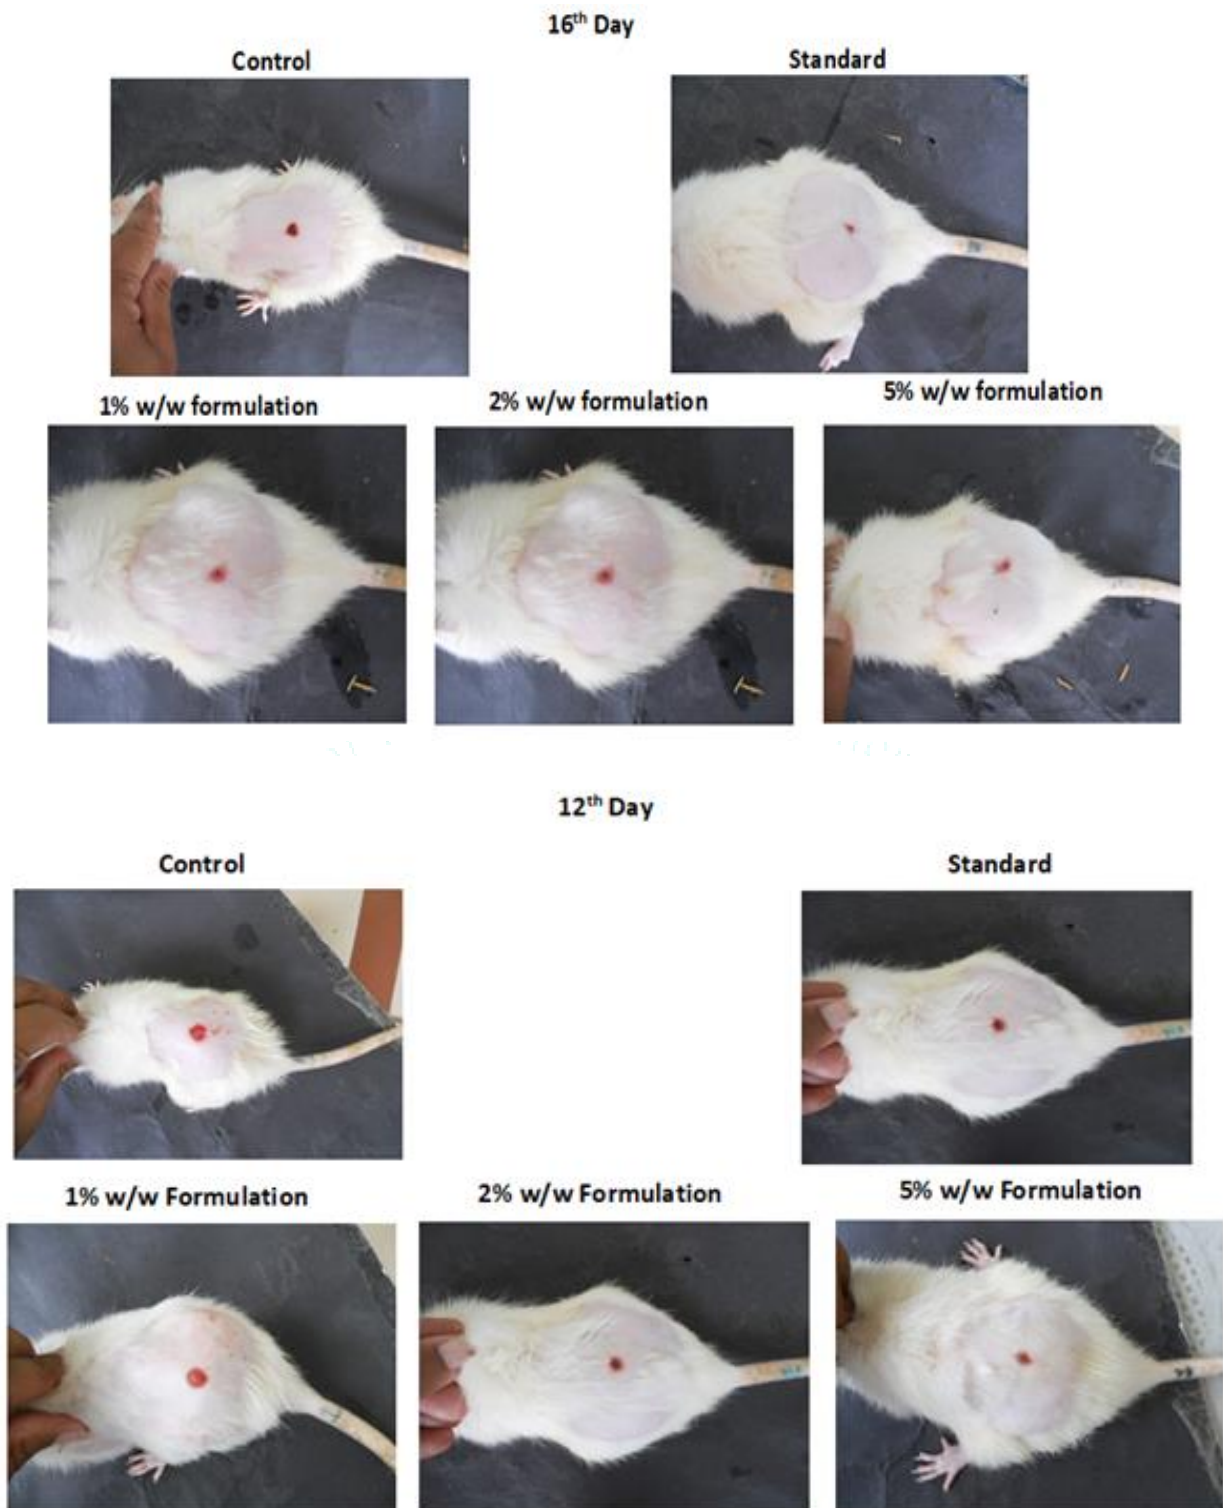 16th Day
Control
Standard
1% w/w formulation
2% w/w formulation
5% w/w formulation
12th Day
Control
Standard
1% w/w Formulation
2% w/w Formulation
5% w/w Formulation